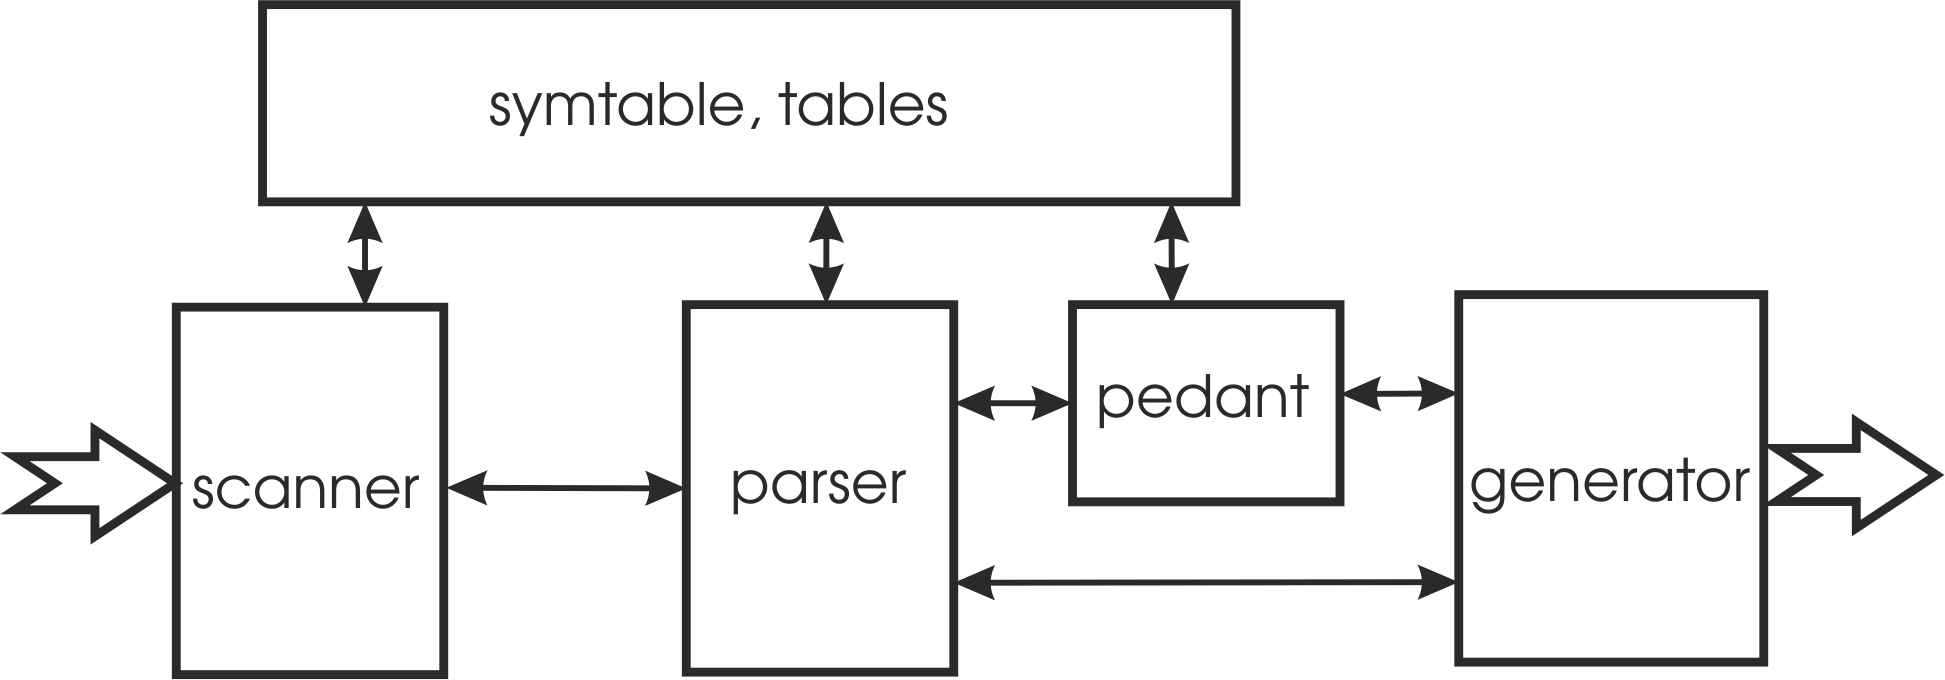 symtable, tables
scanner
parser
pedant
generator